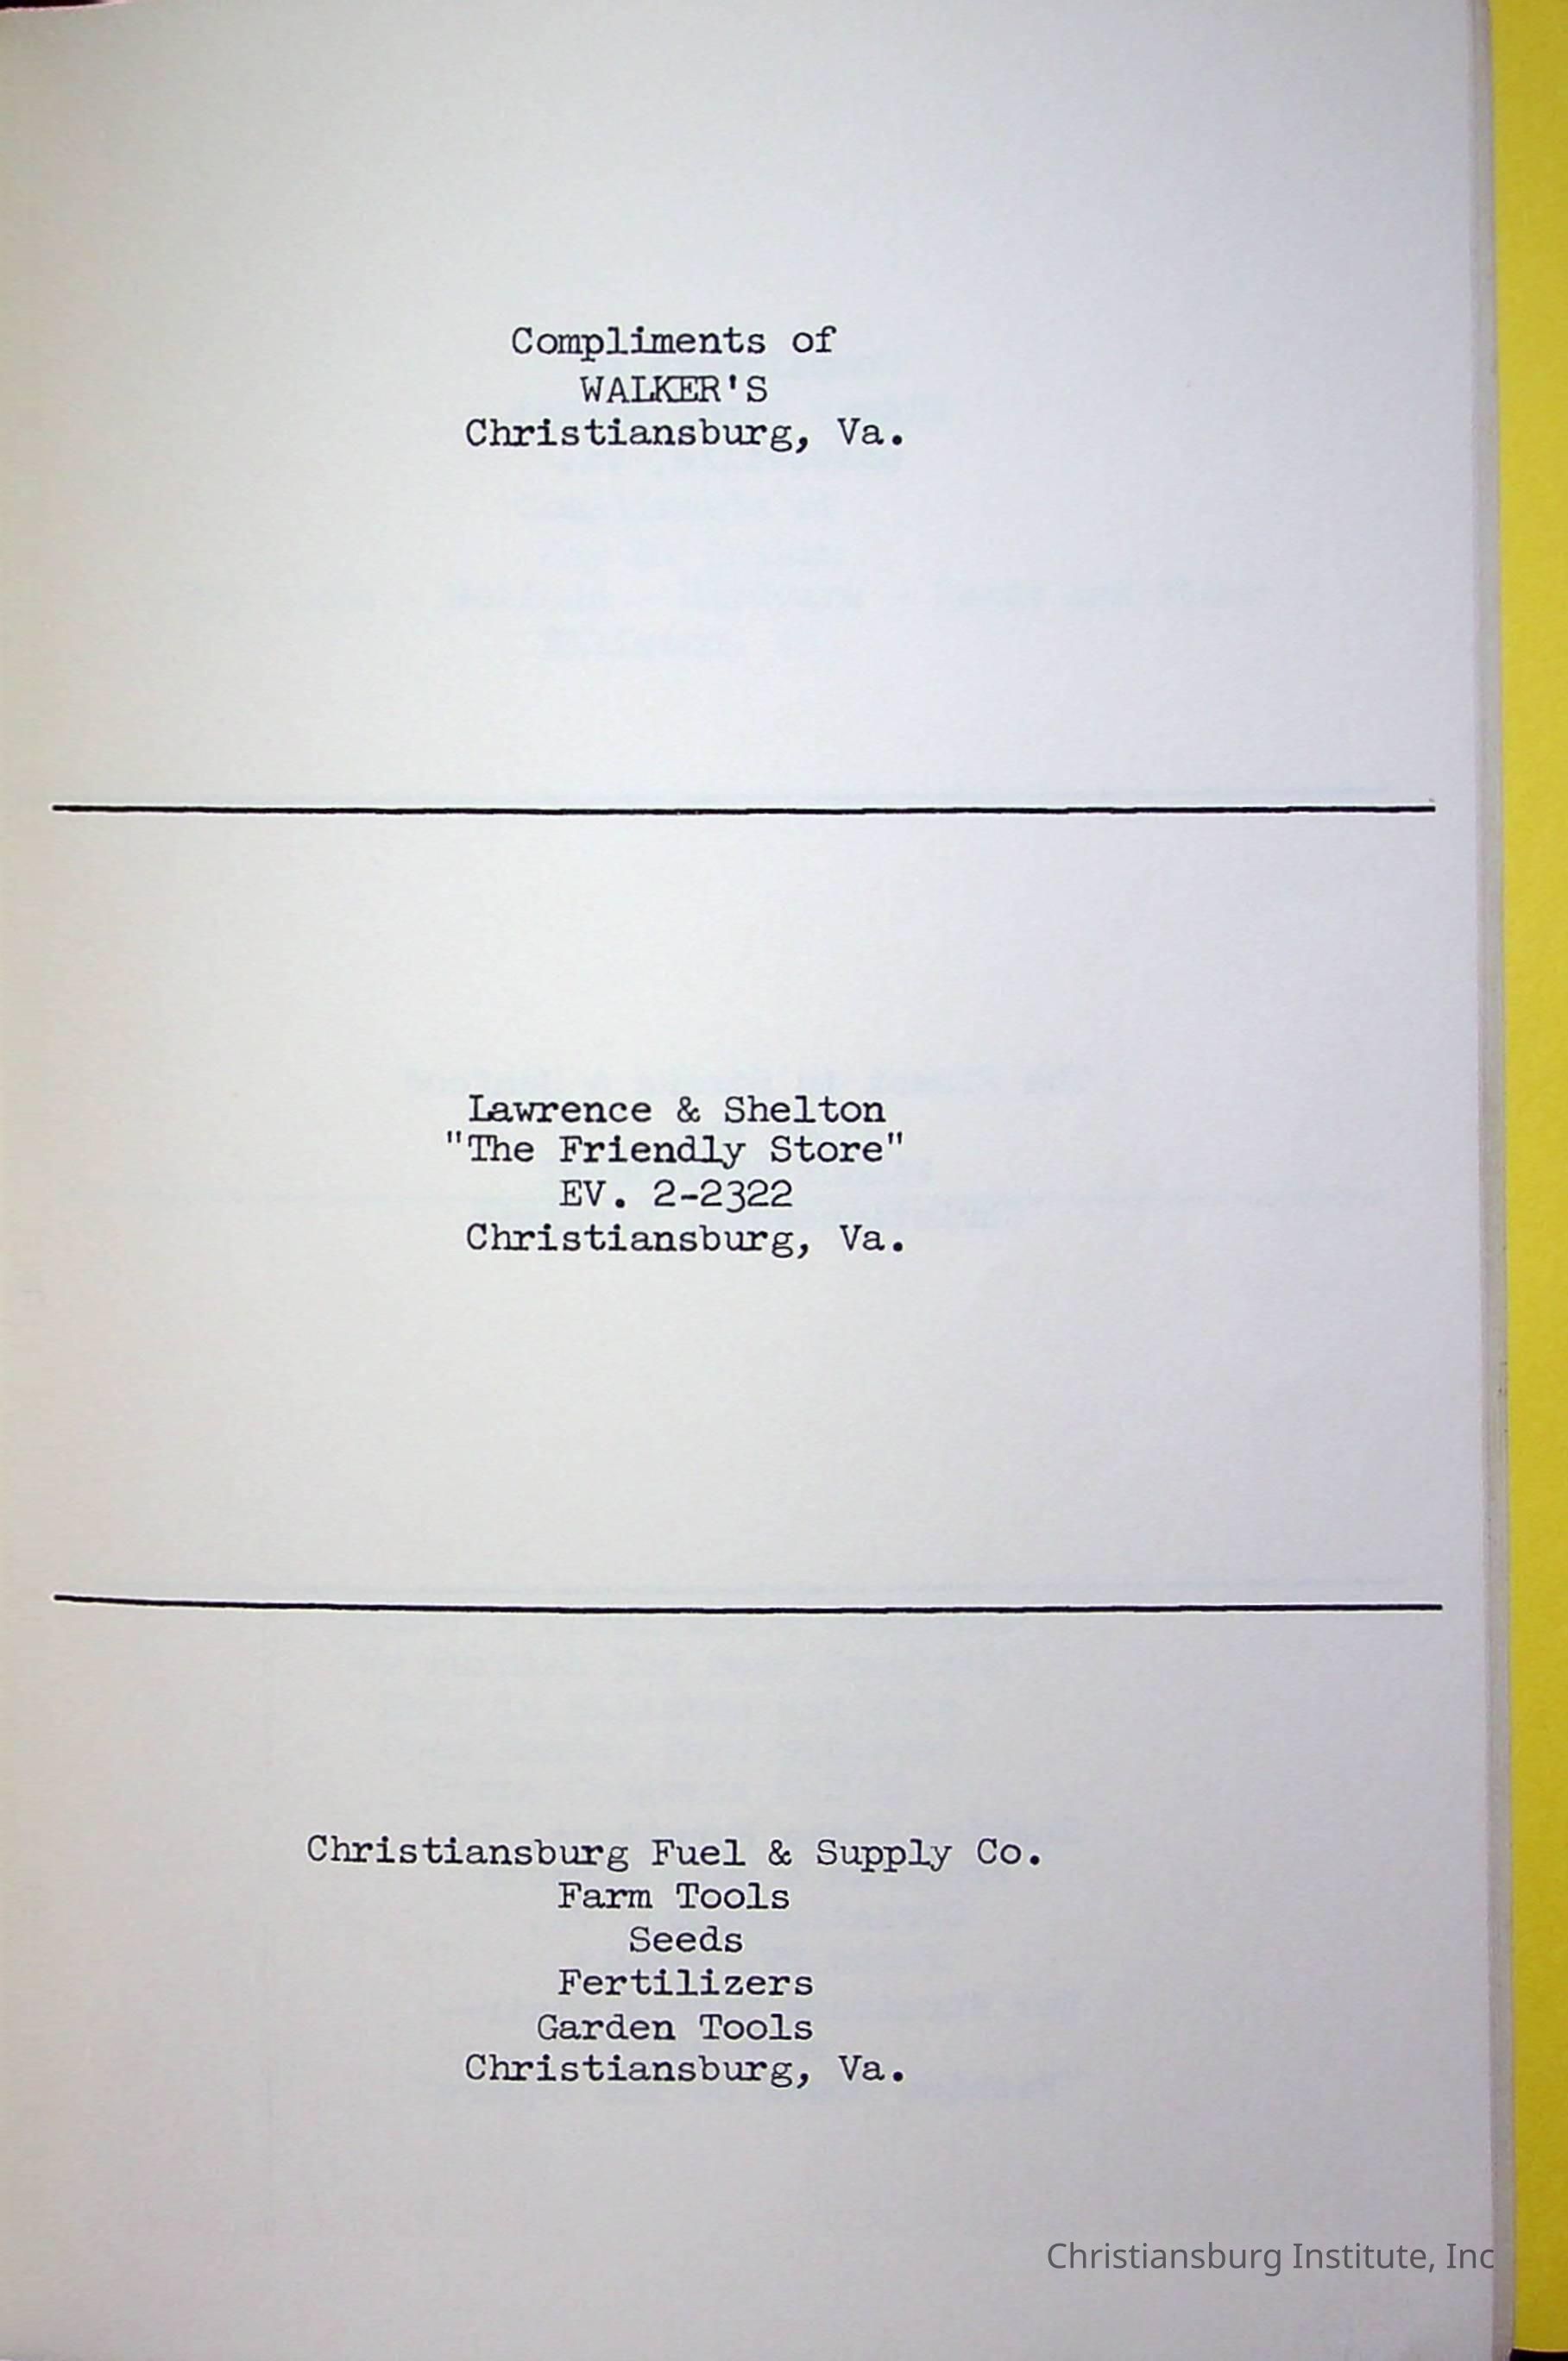 Compliments of
WALKER'S
Christiansburg, Va.
Lawrence & Shelton
"The Friendly Store"
EV. 2-2322
Christiansburg, Va.
Christiansburg Fuel & Supply Co.
Farm Tools
Seeds
Fertilizers
Garden Tools
Christiansburg, Va.
Christiansburg Institute, Inc